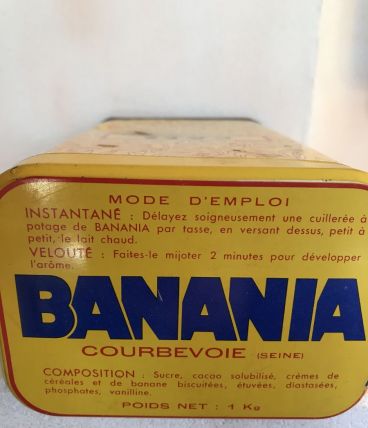 MODE D'EMPLOI
INSTANTANÉ : Délayez soigneusement une cuillerée à
potage de BANANIA par tasse, en versant dessus, petit à
petit, le lait chaud.
VELOUTÉ : Faites-le mijoter 2 minutes pour développer
l'arôme.
BANANIA
COURBEVOIE (SEINE)
COMPOSITION : Sucre, cacao solubilisé, crèmes de
céréales et de banane biscuitées, étuvées, diastasées,
phosphates, vanilline.
POIDS NET : 1 Kg